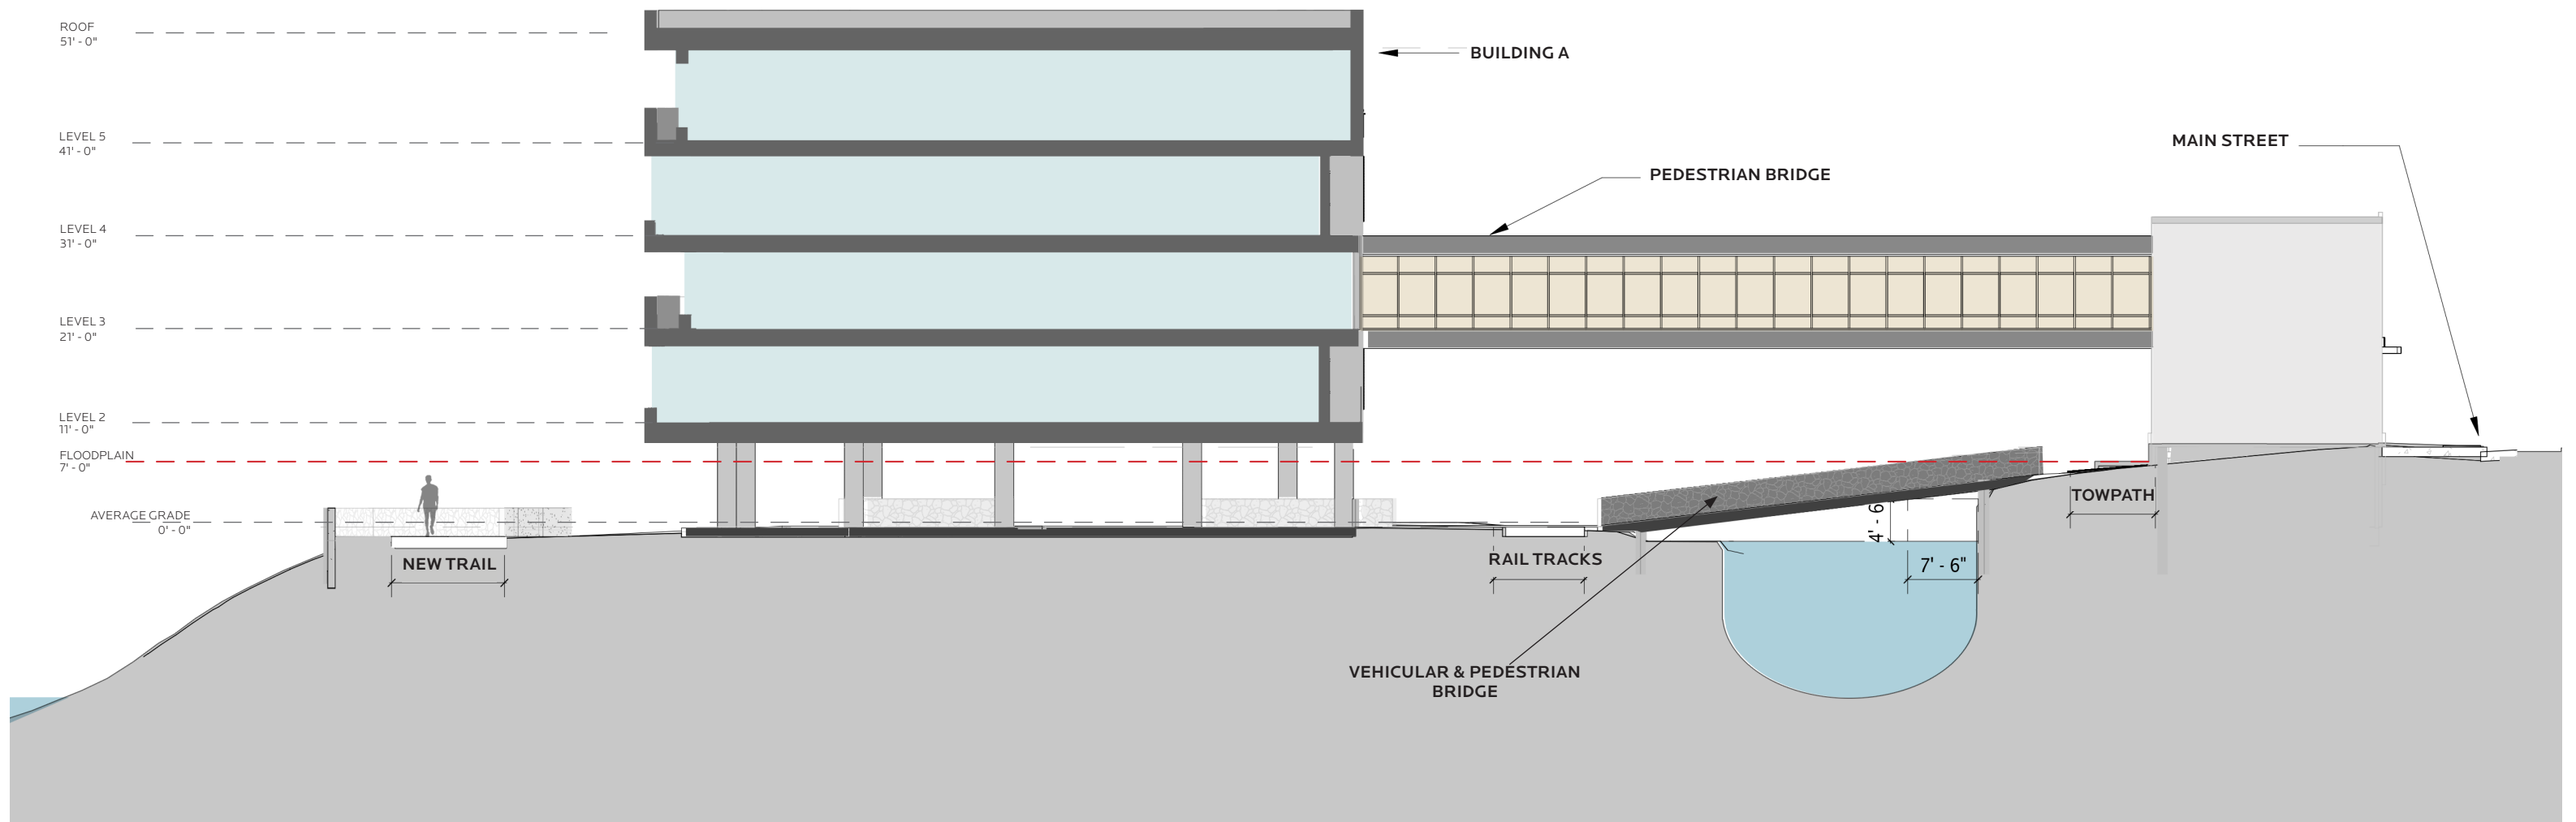 ROOF
51' - 0"
BUILDING A
LEVEL 5
41' - 0"
MAIN STREET
PEDESTRIAN BRIDGE
LEVEL 4
31' - 0"
LEVEL 3
21' - 0"
LEVEL 2
11' - 0"
FLOODPLAIN
7' - 0"
TOWPATH
AVERAGE GRADE
0' - 0"
4' - 6
NEW TRAIL
RAIL TRACKS
7' - 6"
VEHICULAR & PEDESTRIAN
BRIDGE